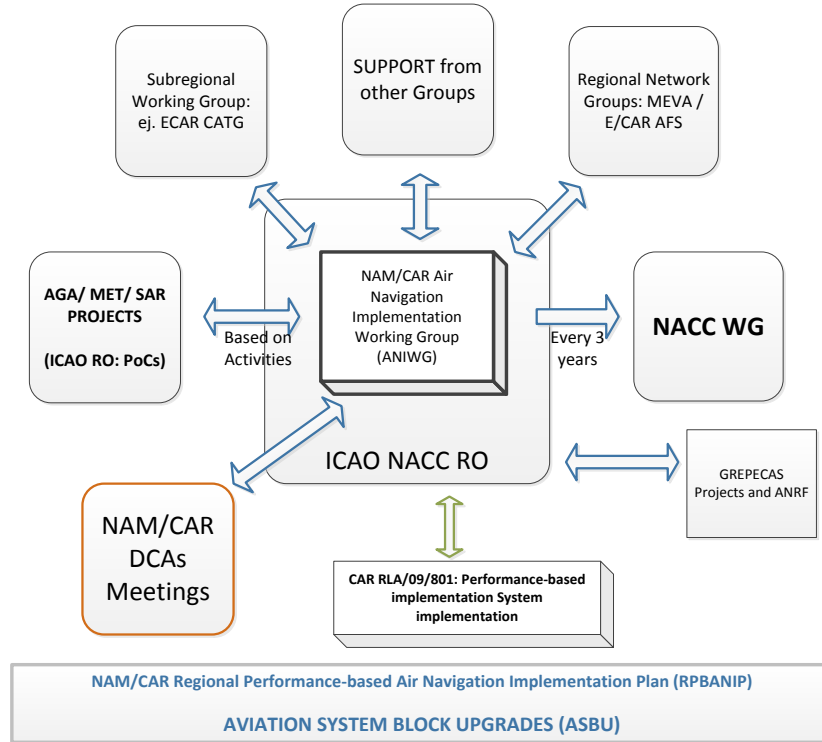 Subregional
Working Group:
ej. ECAR CATG
SUPPORT from
other Groups
Regional Network
Groups: MEVA /
E/CAR AFS
AGA/ MET/ SAR
PROJECTS
(ICAO RO: PoCs)
Based on
Activities
NAM/CAR Air
Navigation
Implementation
Working Group
(ANIWG)
Every 3
years
NACC WG
ICAO NACC RO
GREPECAS
Projects and ANRF
NAM/CAR
DCAs
Meetings
CAR RLA/09/801: Performance-based
implementation System
implementation
NAM/CAR Regional Performance-based Air Navigation Implementation Plan (RPBANIP)
AVIATION SYSTEM BLOCK UPGRADES (ASBU)